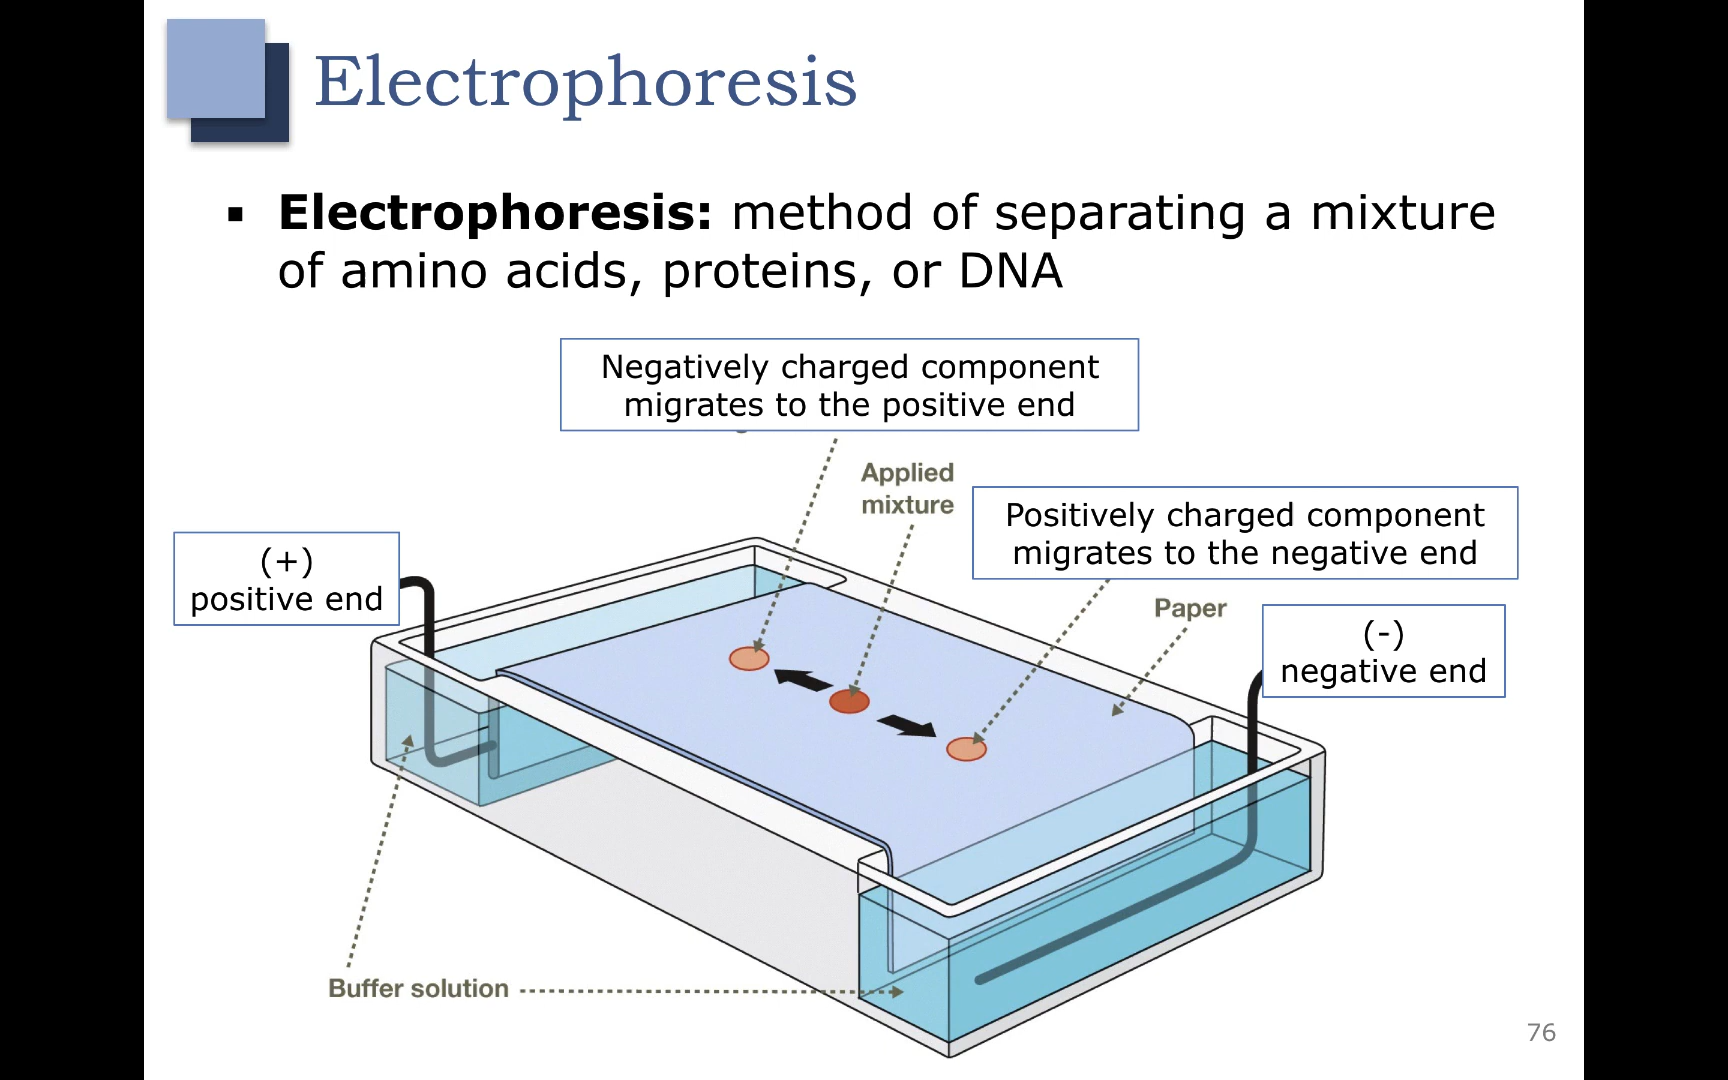 Electrophoresis
▪ Electrophoresis: method of separating a mixture
of amino acids, proteins, or DNA
Negatively charged component
migrates to the positive end
Applied
mixture
Positively charged component
migrates to the negative end
(+)
positive end
Paper
(-)
negative end
Buffer solution
76